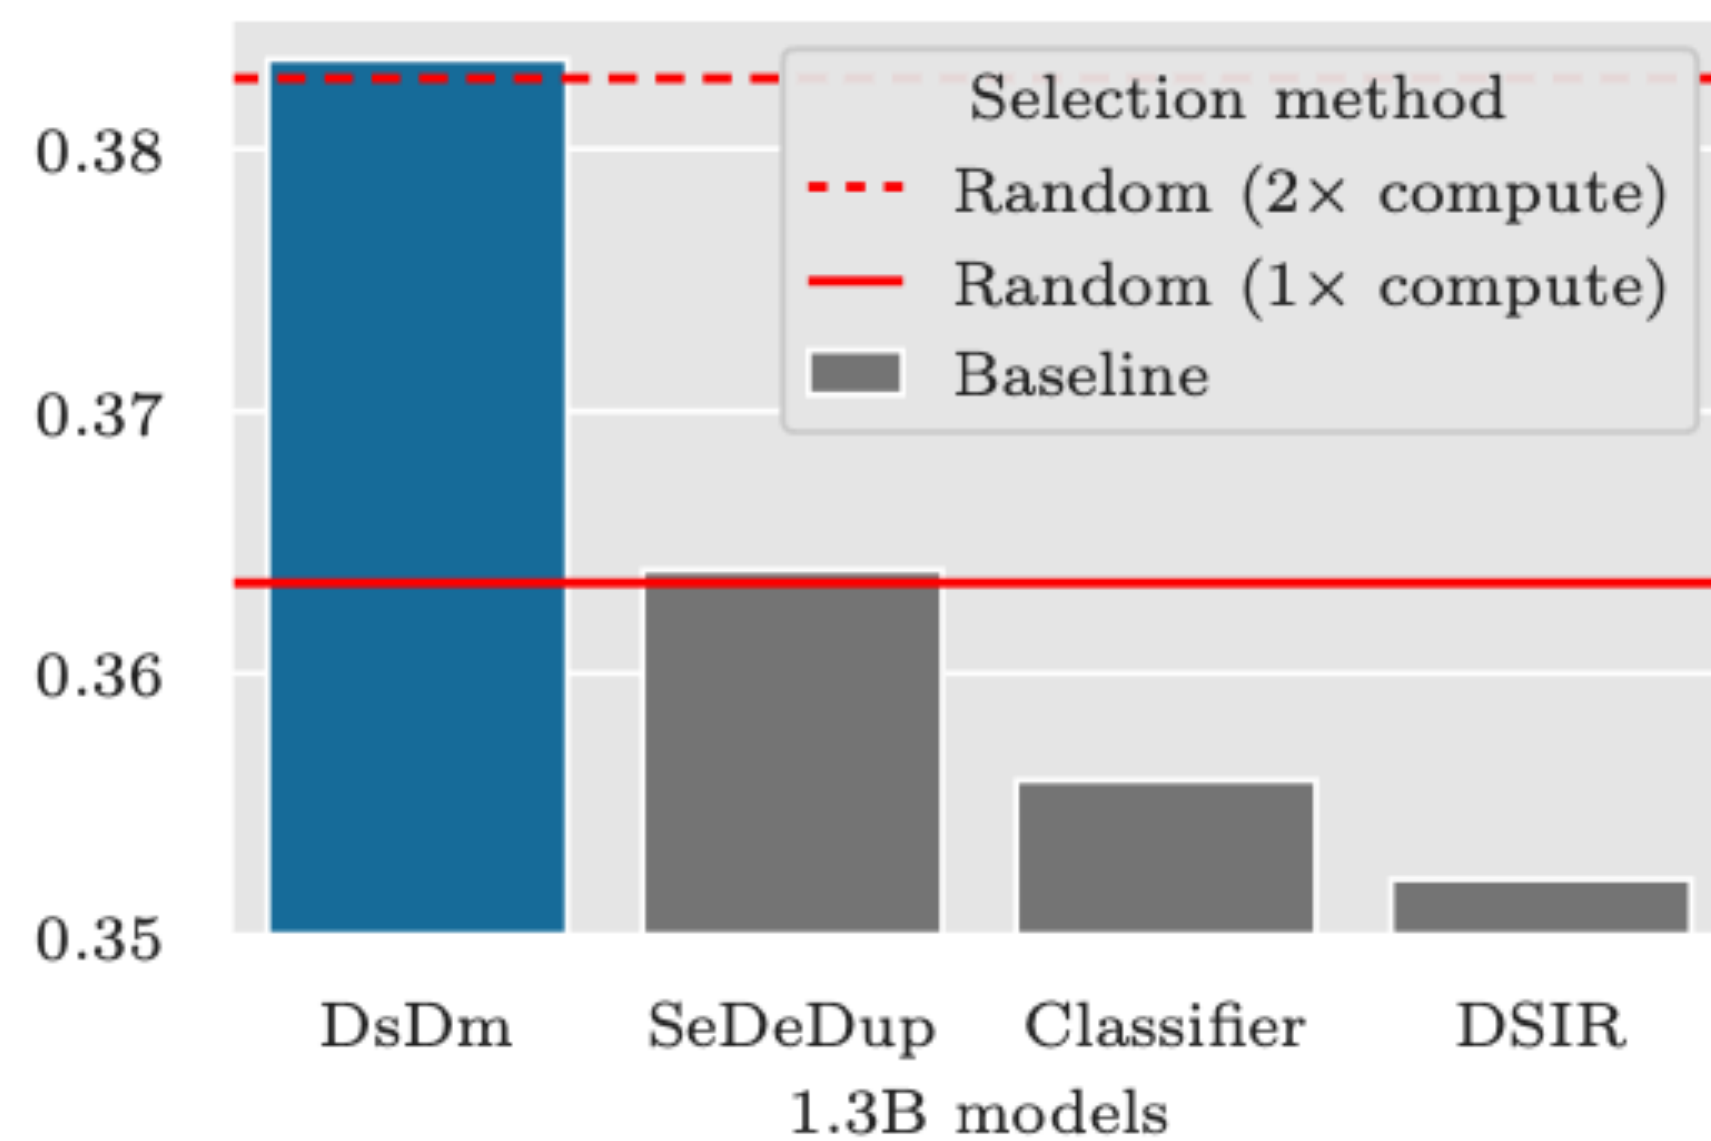 Selection method
Random (2× compute)
Random (1× compute)
Baseline
0.38
0.37
0.36
0.35
DsDm SeDeDup Classifier DSIR
1.3B models